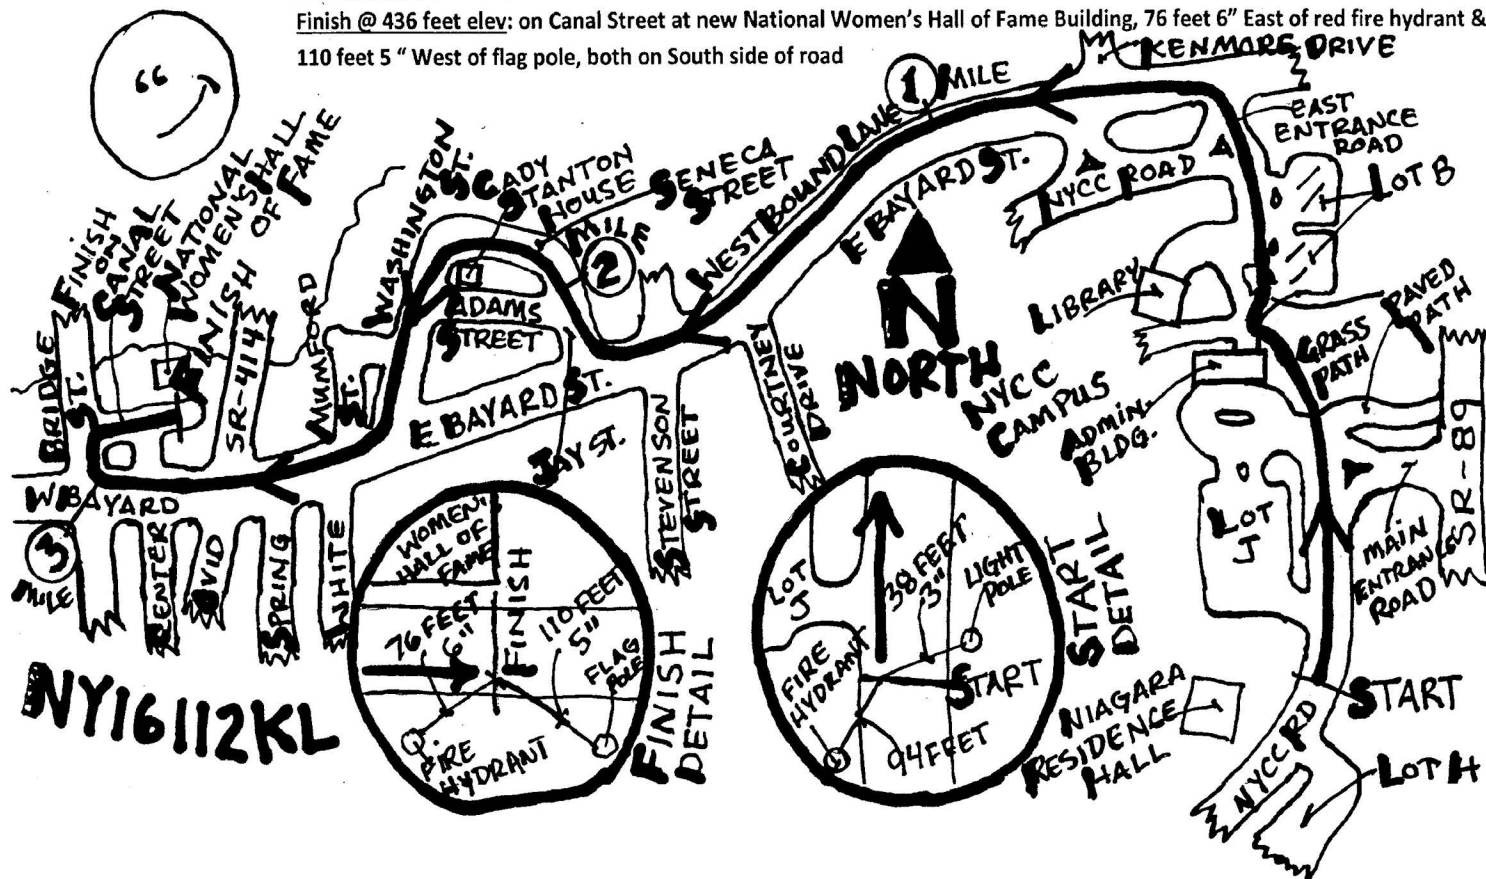 Finish @ 436 feet elev: on Canal Street at new National Women's Hall of Fame Building, 76 feet 6" East of red fire hydrant &
110 feet 5 " West of flag pole, both on South side of road
KENMORE DRIVE
1
MILE
EAST
ENTRANCE
ROAD
LOT B
NYCC ROAD
E BAYARD ST.
WEST BOUND LANE
SENECA
STREET
CADY
STANTON
HOUSE
MILE
2
WASHINGTON
ST.
NATIONAL
WOMEN'S HALL
OF FAME
FINISH
ON
CANAL
STREET
FINISH
BRIDGE
ST.
SR-414
MUMFORD
ST.
ADAMS
STREET
E BAYARD ST.
JAY ST.
STEVENSON
STREET
COURTNEY
DRIVE
N
NORTH
NYCC
CAMPUS
LIBRARY
ADMIN.
BLDG.
PAVED
PATH
GRASS
PATH
SR-89
LOT
J
MAIN
ENTRANCE
ROAD
W BAYARD
3
MILE
CENTER
OVID
SPRING
WHITE
NY16112KL
WOMEN'S
HALL OF
FAME
FINISH
76 FEET
6"
110 FEET
5"
FLAG
POLE
FIRE
HYDRANT
FINISH
DETAIL
LOT
J
38 FEET
3"
LIGHT
POLE
FIRE
HYDRANT
START
94 FEET
START
DETAIL
NIAGARA
RESIDENCE
HALL
START
NYCC RD
LOT H